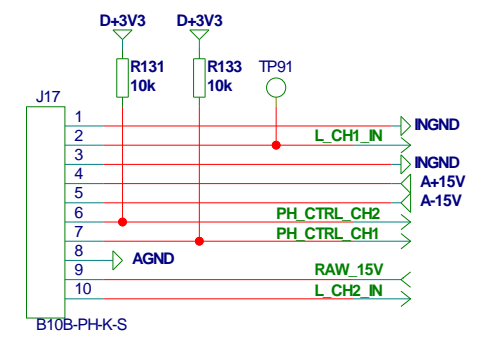 D+3V3 D+3V3
R131 R133 TP91
10k 10k
J17
1 INGND
2 L_CH1_IN
3 INGND
4 A+15V
5 A-15V
6 PH_CTRL_CH2
7 PH_CTRL_CH1
8 AGND
9 RAW_15V
10 L_CH2_IN
B10B-PH-K-S